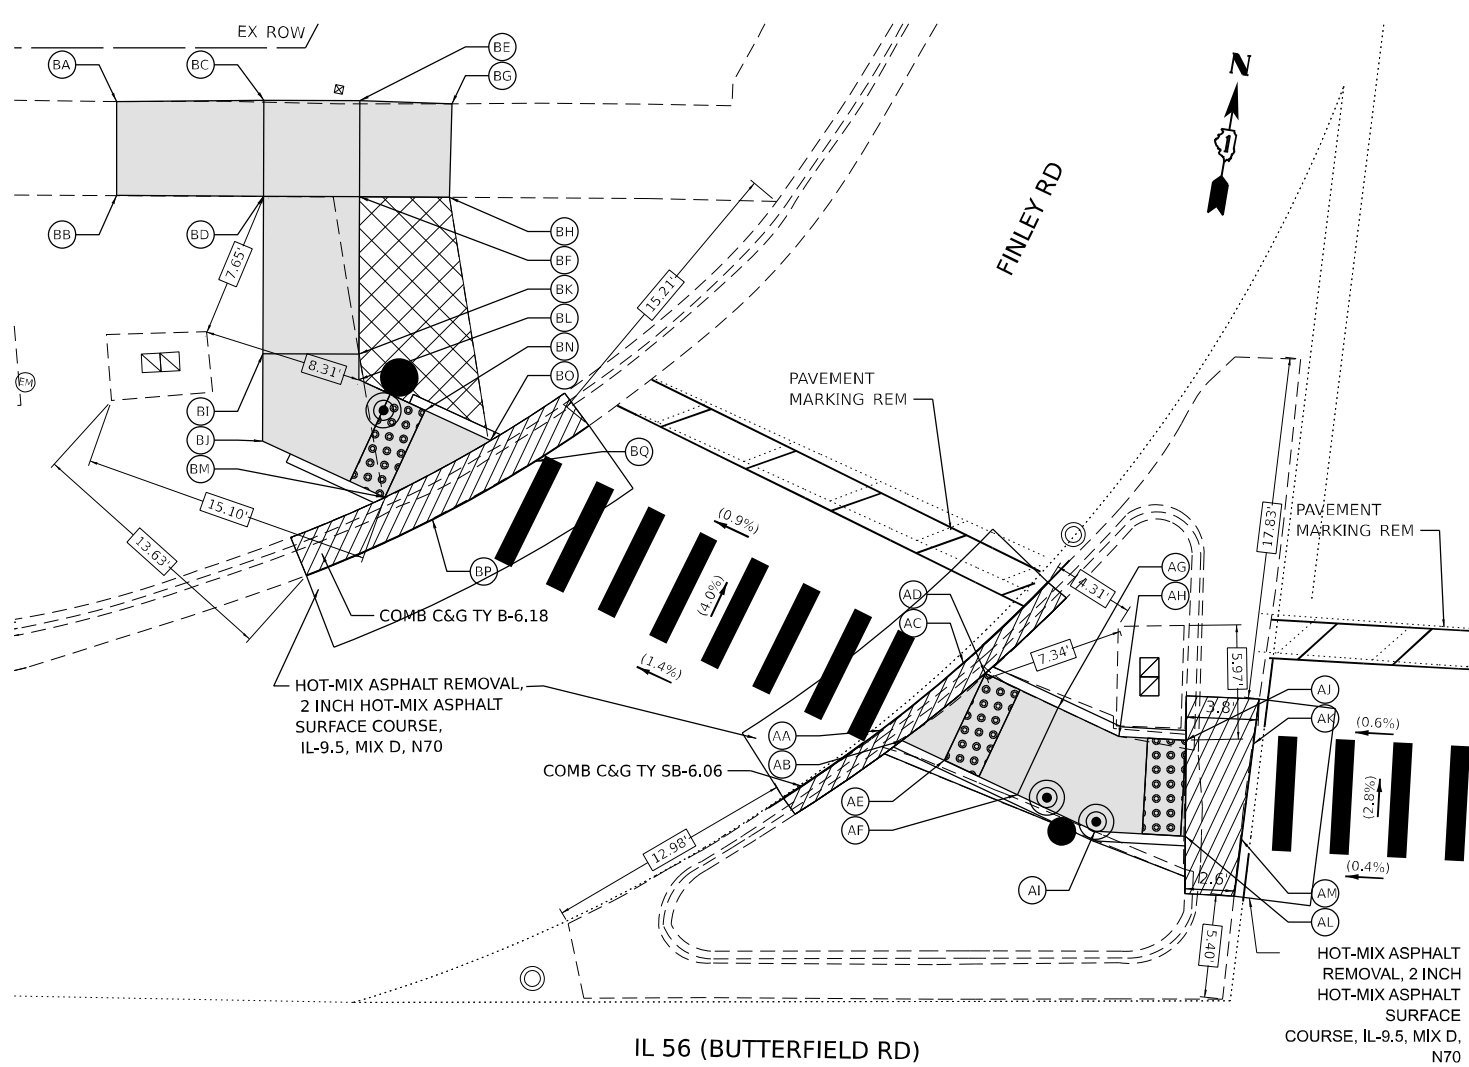 EX ROW
BA
BC
BE
BG
N
1
FINLEY RD
BB
BD
BH
BF
BK
BL
BN
BO
7.65'
15.21'
8.31'
EM
BI
BJ
BM
BQ
BP
15.10'
13.63'
PAVEMENT
MARKING REM
(0.9%)
(4.0%)
(1.4%)
COMB C&G TY B-6.18
HOT-MIX ASPHALT REMOVAL,
2 INCH HOT-MIX ASPHALT
SURFACE COURSE,
IL-9.5, MIX D, N70
17.83'
PAVEMENT
MARKING REM
AG
AH
AD
AC
4.31'
7.34'
5.97'
3.8'
AJ
AK
(0.6%)
(2.8%)
(0.4%)
AA
AB
COMB C&G TY SB-6.06
AE
AF
12.98'
AI
2.6'
AM
AL
5.40'
HOT-MIX ASPHALT
REMOVAL, 2 INCH
HOT-MIX ASPHALT
SURFACE
COURSE, IL-9.5, MIX D,
N70
IL 56 (BUTTERFIELD RD)